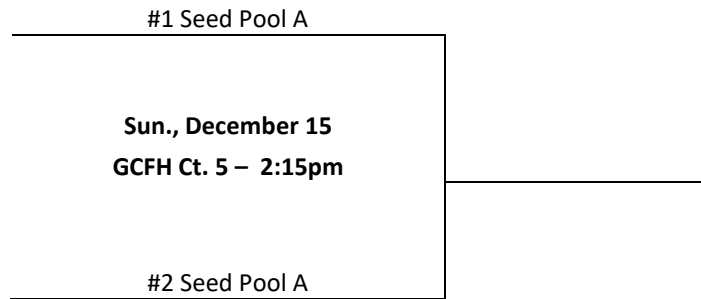 #1 Seed Pool A
Sun., December 15
GCFH Ct. 5 – 2:15pm
#2 Seed Pool A